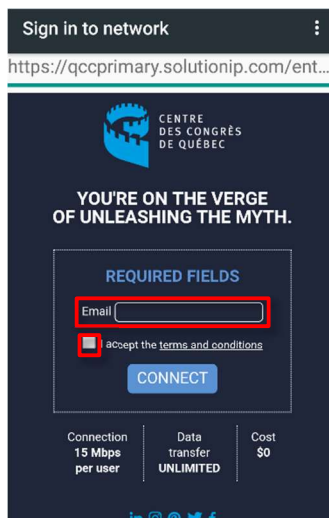 Sign in to network
https://qccprimary.solutionip.com/ent...
CENTRE
DES CONGRÈS
DE QUÉBEC
YOU'RE ON THE VERGE
OF UNLEASHING THE MYTH.
REQUIRED FIELDS
Email
I accept the terms and conditions
CONNECT
Connection
15 Mbps
per user
Data
transfer
UNLIMITED
Cost
$0